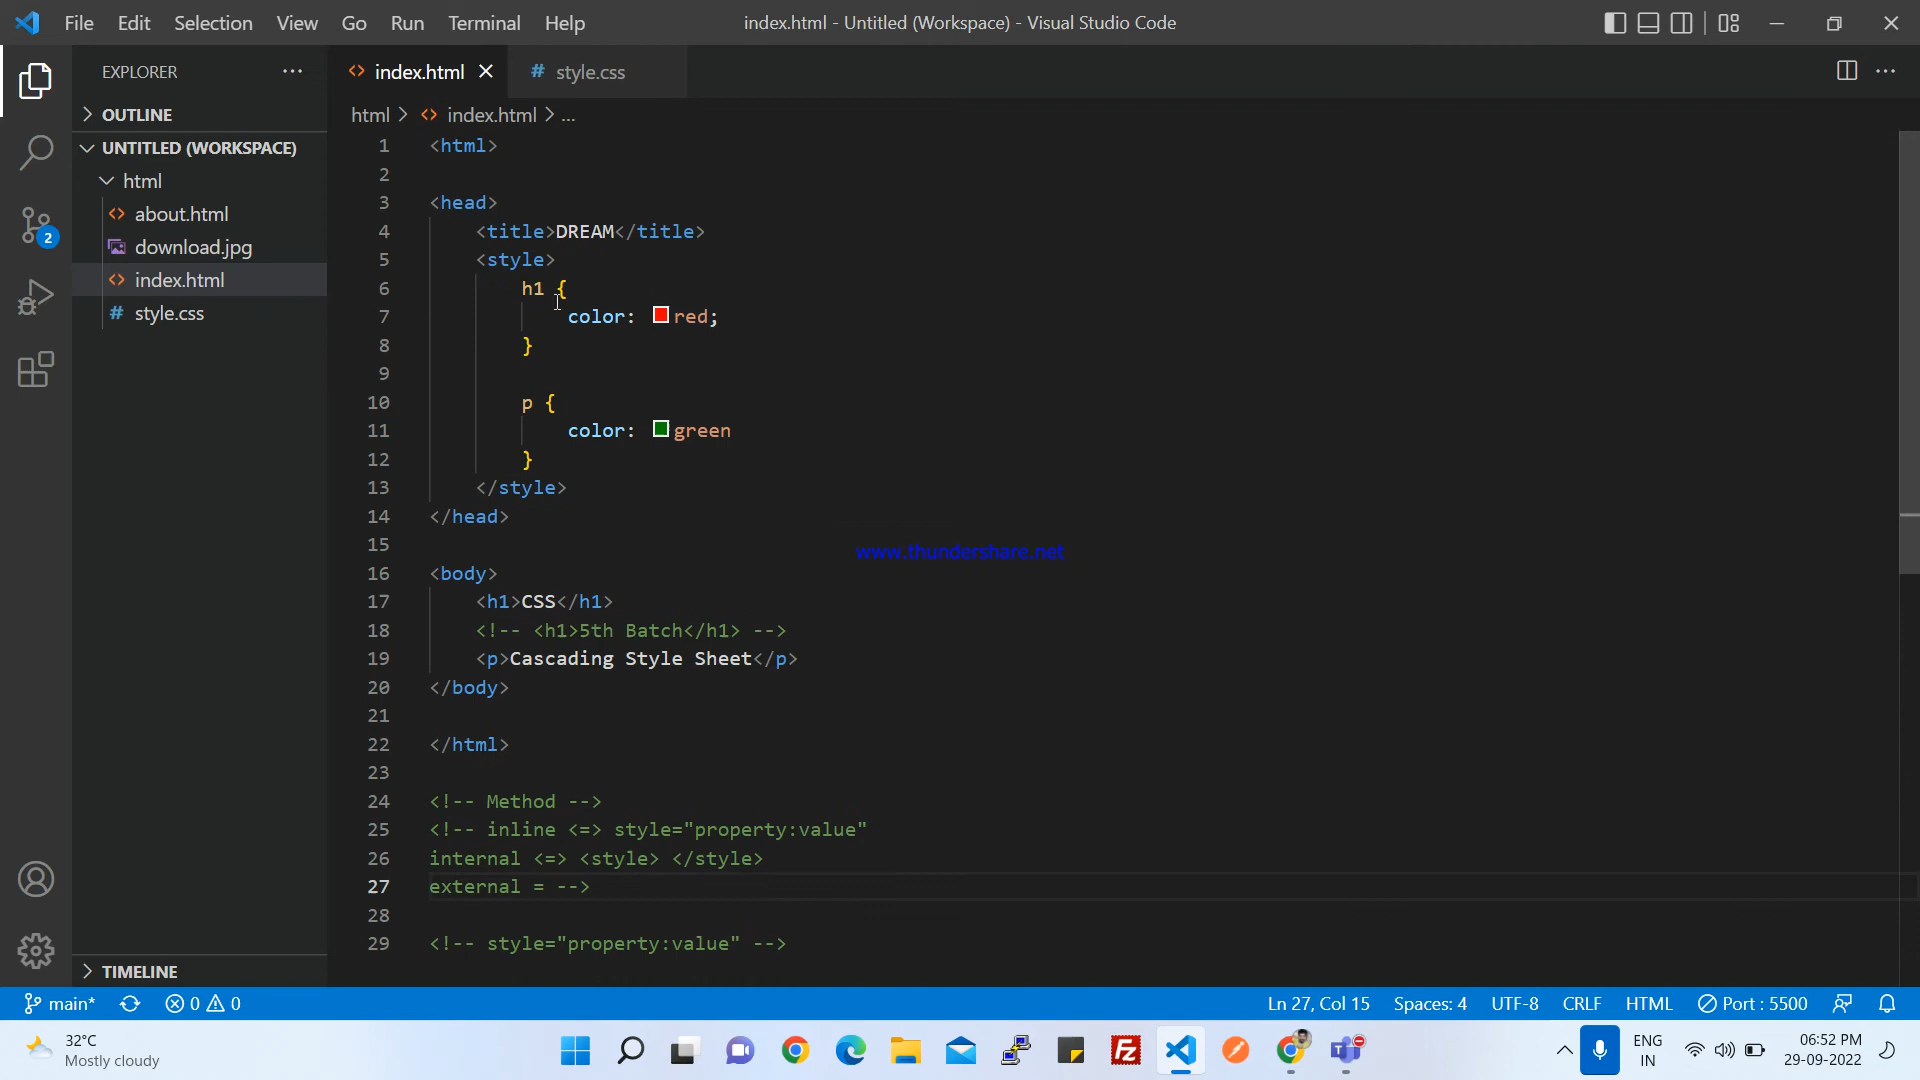 File Edit Selection View Go Run Terminal Help index.html - Untitled (Workspace) - Visual Studio Code
EXPLORER
OUTLINE
UNTITLED (WORKSPACE)
html
about.html
download.jpg
index.html
style.css
TIMELINE
2
index.html style.css
html > index.html > ...
1 <html>
2
3 <head>
4 <title>DREAM</title>
5 <style>
6 h1 {
7 color: red;
8 }
9
10 p {
11 color: green
12 }
13 </style>
14 </head>
15
www.thundershare.net
16 <body>
17 <h1>CSS</h1>
18 <!-- <h1>5th Batch</h1> -->
19 <p>Cascading Style Sheet</p>
20 </body>
21
22 </html>
23
24 <!-- Method -->
25 <!-- inline <=> style="property:value"
26 internal <=> <style> </style>
27 external = -->
28
29 <!-- style="property:value" -->
main* 0 0 Ln 27, Col 15 Spaces: 4 UTF-8 CRLF HTML Port : 5500
32°C
Mostly cloudy
Fz
ENG
IN
06:52 PM
29-09-2022